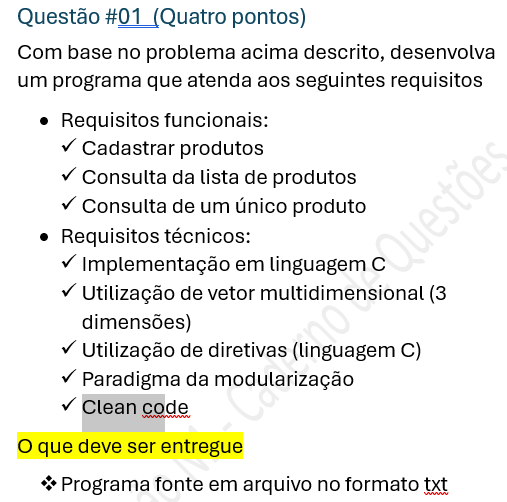 Questão #01 (Quatro pontos)
Com base no problema acima descrito, desenvolva
um programa que atenda aos seguintes requisitos
• Requisitos funcionais:
✓ Cadastrar produtos
✓ Consulta da lista de produtos
✓ Consulta de um único produto
• Requisitos técnicos:
✓ Implementação em linguagem C
✓ Utilização de vetor multidimensional (3
dimensões)
✓ Utilização de diretivas (linguagem C)
✓ Paradigma da modularização
✓ Clean code
O que deve ser entregue
❖ Programa fonte em arquivo no formato txt
- Caderno de Questões